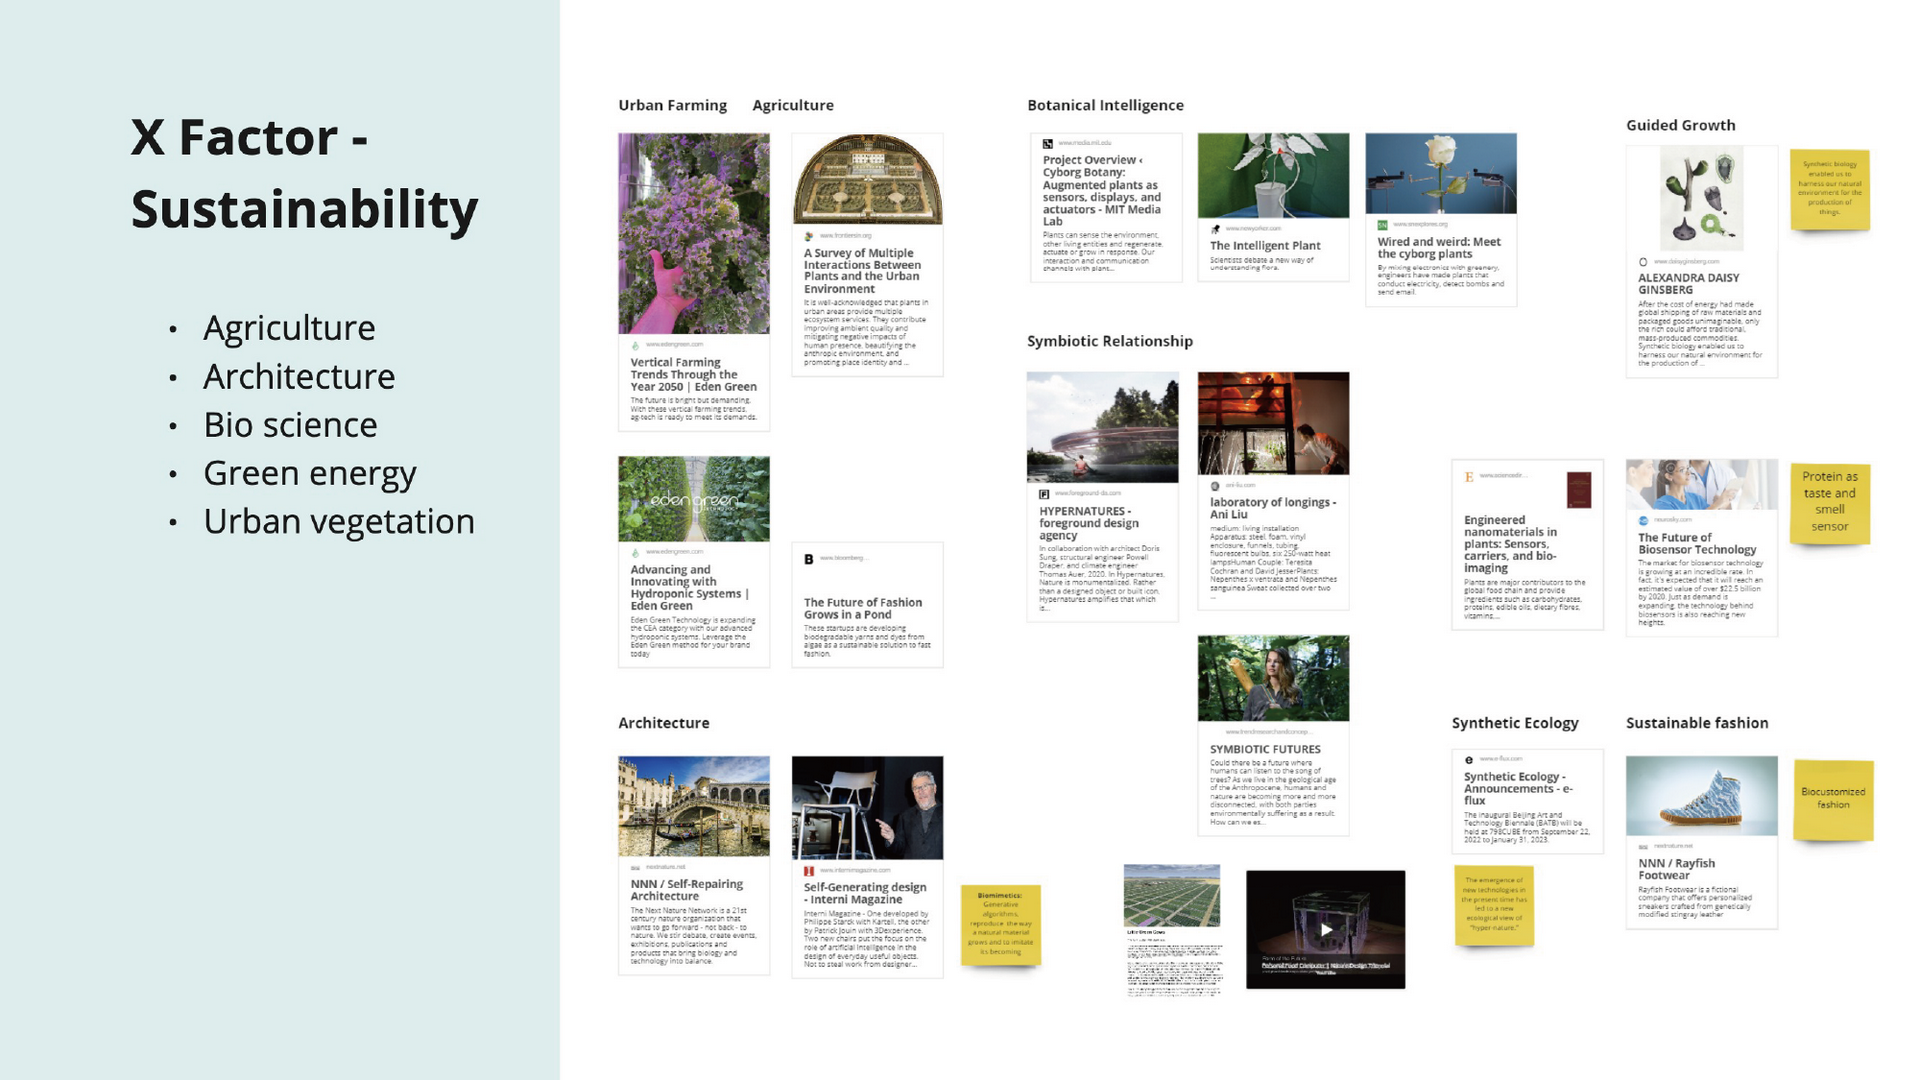 X Factor -
Sustainability
• Agriculture
• Architecture
• Bio science
• Green energy
• Urban vegetation
Urban Farming
Agriculture
www.edengreen.com
Vertical Farming
Trends Through the
Year 2050 | Eden Green
The future is bright but demanding.
With these vertical farming trends,
ag-tech is ready to meet its demands.
www.frontiersin.org
A Survey of Multiple
Interactions Between
Plants and the Urban
Environment
It is well-acknowledged that plants in
urban areas provide multiple
ecosystem services. They contribute
improving ambient quality and
mitigating negative impacts of
human presence, beautifying the
anthropic environment, and
promoting place identity and ...
eden green
www.edengreen.com
Advancing and
Innovating with
Hydroponic Systems |
Eden Green
Eden Green Technology is expanding
the CEA category with our advanced
hydroponic systems. Leverage the
Eden Green method for your brand
today
B www.bloomberg...
The Future of Fashion
Grows in a Pond
These startups are developing
biodegradable yarns and dyes from
algae as a sustainable solution to fast
fashion.
Architecture
nextnature.net
NNN / Self-Repairing
Architecture
The Next Nature Network is a 21st
century nature organization that
wants to go forward - not back - to
nature. We stir debate, create events,
exhibitions, publications and
products that bring biology and
technology into balance.
www.internimagazine.com
Self-Generating design
- Interni Magazine
Interni Magazine - One developed by
Philippe Starck with Kartell, the other
by Patrick Jouin with 3Dexperience.
Two new chairs put the focus on the
role of artificial intelligence in the
design of everyday useful objects.
Not to steal work from designer...
Biomimetics:
Generative
algorithms,
reproduce the way
a natural material
grows and to imitate
its becoming
Botanical Intelligence
www.media.mit.edu
Project Overview ‹
Cyborg Botany:
Augmented plants as
sensors, displays, and
actuators - MIT Media
Lab
Plants can sense the environment,
other living entities and regenerate,
actuate or grow in response. Our
interaction and communication
channels with plant...
www.newyorker.com
The Intelligent Plant
Scientists debate a new way of
understanding flora.
SN www.snexplores.org
Wired and weird: Meet
the cyborg plants
By mixing electronics with greenery,
engineers have made plants that
conduct electricity, detect bombs and
send email.
Symbiotic Relationship
www.foreground-da.com
HYPERNATURES -
foreground design
agency
In collaboration with architect Doris
Sung, structural engineer Powell
Draper, and climate engineer
Thomas Auer, 2020. In Hypernatures,
Nature is monumentalized. Rather
than a designed object or built icon,
Hypernatures amplifies that which
is...
ani-liu.com
laboratory of longings -
Ani Liu
medium: living installation
Apparatus: steel, foam, vinyl
enclosure, funnels, tubing,
fluorescent bulbs, six 250-watt heat
lampsHuman Couple: Teresita
Cochran and David JesserPlants:
Nepenthes x ventrata and Nepenthes
sanguinea Sweat collected over two
...
SYMBIOTIC FUTURES
Could there be a future where
humans can listen to the song of
trees? As we live in the geological age
of the Anthropocene, humans and
nature are becoming more and more
disconnected, with both parties
environmentally suffering as a result.
How can we es...
Guided Growth
www.daisyginsberg.com
ALEXANDRA DAISY
GINSBERG
After the cost of energy had made
global shipping of raw materials and
packaged goods unimaginable, only
the rich could afford traditional,
mass-produced commodities.
Synthetic biology enabled us to
harness our natural environment for
the production of ...
Synthetic biology
enabled us to
harness our natural
environment for the
production of
things.
E www.sciencedir...
Engineered
nanomaterials in
plants: Sensors,
carriers, and bio-
imaging
Plants are major contributors to the
global food chain and provide
ingredients such as carbohydrates,
proteins, edible oils, dietary fibres,
vitamins,...
neurosky.com
The Future of
Biosensor Technology
The market for biosensor technology
is growing at an incredible rate. In
fact, it's expected that it will reach an
estimated value of over $22.5 billion
by 2020. Just as demand is
expanding, the technology behind
biosensors is also reaching new
heights.
Protein as
taste and
smell
sensor
Synthetic Ecology
e www.e-flux.com
Synthetic Ecology -
Announcements - e-
flux
The inaugural Beijing Art and
Technology Biennale (BATB) will be
held at 798CUBE from September 22,
2022 to January 31, 2023.
The emergence of
new technologies in
the present time has
led to a new
ecological view of
"hyper-nature."
Sustainable fashion
nextnature.net
NNN / Rayfish
Footwear
Rayfish Footwear is a fictional
company that offers personalized
sneakers crafted from genetically
modified stingray leather
Biocustomized
fashion